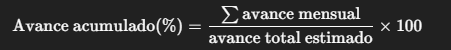 Avance acumulado(%) = ∑ avance mensual / avance total estimado × 100